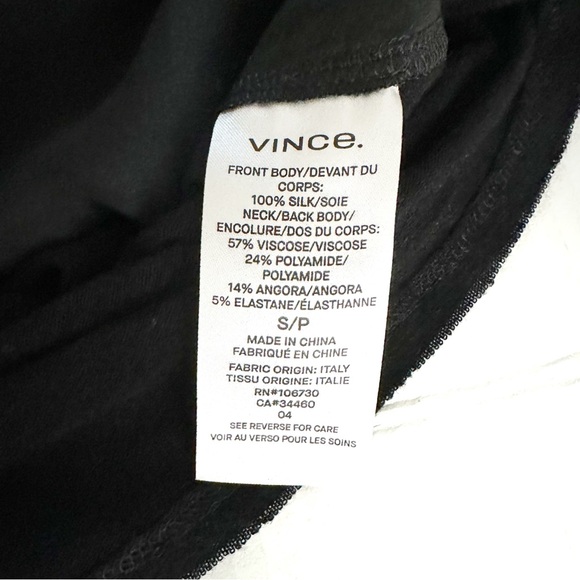 VINCE.
FRONT BODY/DEVANT DU
CORPS:
100% SILK/SOIE
NECK/BACK BODY/
ENCOLURE/DOS DU CORPS:
57% VISCOSE/VISCOSE
24% POLYAMIDE/
POLYAMIDE
14% ANGORA/ANGORA
5% ELASTANE/ÉLASTHANNE
S/P
MADE IN CHINA
FABRIQUÉ EN CHINE
FABRIC ORIGIN: ITALY
TISSU ORIGINE: ITALIE
RN#106730
CA#34460
04
SEE REVERSE FOR CARE
VOIR AU VERSO POUR LES SOINS